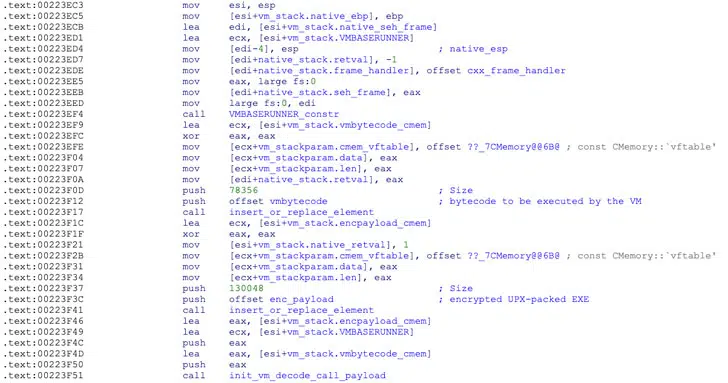 .text:00223EC3 mov esi, esp
.text:00223EC5 mov [esi+vm_stack.native_ebp], ebp
.text:00223ECB lea edi, [esi+vm_stack.native_seh_frame]
.text:00223ED1 lea ecx, [esi+vm_stack.VMBASERUNNER]
.text:00223ED4 mov [edi-4], esp ; native_esp
.text:00223ED7 mov [edi+native_stack.retval], -1
.text:00223EDE mov [edi+native_stack.frame_handler], offset cxx_frame_handler
.text:00223EE5 mov eax, large fs:0
.text:00223EEB mov [edi+native_stack.seh_frame], eax
.text:00223EED mov large fs:0, edi
.text:00223EF4 call VMBASERUNNER_constr
.text:00223EF9 lea ecx, [esi+vm_stack.vmbytecode_cmem]
.text:00223EFC xor eax, eax
.text:00223EFE mov [ecx+vm_stackparam.cmem_vftable], offset ??_7CMemory@@6B@ ; const CMemory::`vftable'
.text:00223F04 mov [ecx+vm_stackparam.data], eax
.text:00223F07 mov [ecx+vm_stackparam.len], eax
.text:00223F0A mov [edi+native_stack.retval], eax
.text:00223F0D push 78356 ; Size
.text:00223F12 push offset vmbytecode ; bytecode to be executed by the VM
.text:00223F17 call insert_or_replace_element
.text:00223F1C lea ecx, [esi+vm_stack.encpayload_cmem]
.text:00223F1F xor eax, eax
.text:00223F21 mov [esi+vm_stack.native_retval], 1
.text:00223F2B mov [ecx+vm_stackparam.cmem_vftable], offset ??_7CMemory@@6B@ ; const CMemory::`vftable'
.text:00223F31 mov [ecx+vm_stackparam.data], eax
.text:00223F34 mov [ecx+vm_stackparam.len], eax
.text:00223F37 push 130048 ; Size
.text:00223F3C push offset enc_payload ; encrypted UPX-packed EXE
.text:00223F41 call insert_or_replace_element
.text:00223F46 lea eax, [esi+vm_stack.encpayload_cmem]
.text:00223F49 lea ecx, [esi+vm_stack.VMBASERUNNER]
.text:00223F4C push eax
.text:00223F4D lea eax, [esi+vm_stack.vmbytecode_cmem]
.text:00223F50 push eax
.text:00223F51 call init_vm_decode_call_payload